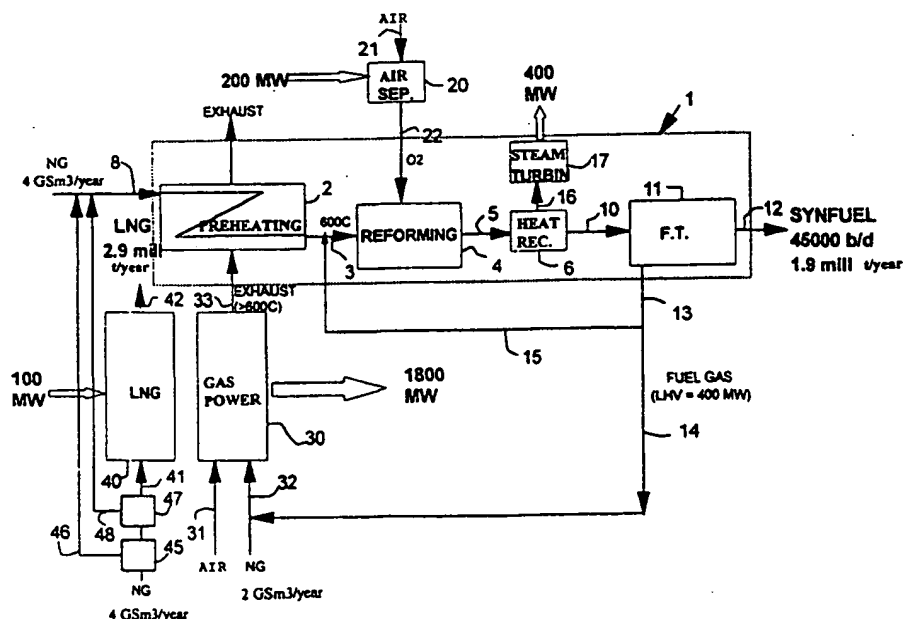 AIR
21
200 MW
AIR
SEP.
20
400
MW
EXHAUST
22
1
NG
4 GSm3/year
8
O2
STEAM
TURBIN
17
2
16
10
11
12
LNG
2.9 mill
t/year
PREHEATING
600C
3
REFORMING
4
5
HEAT
REC.
6
F.T.
SYNFUEL
45000 b/d
1.9 mill t/year
42
33
EXHAUST
(>600C)
13
15
100
MW
LNG
GAS
POWER
1800
MW
30
FUEL GAS
(LHV = 400 MW)
14
40
41
32
47
48
46
45
31
AIR
NG
2 GSm3/year
NG
4 GSm3/year